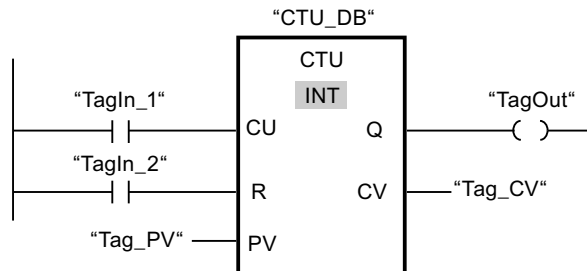 “CTU_DB“
CTU
INT
“TagIn_1“
“TagOut“
CU
Q
“TagIn_2“
R
CV
“Tag_CV“
“Tag_PV“
PV